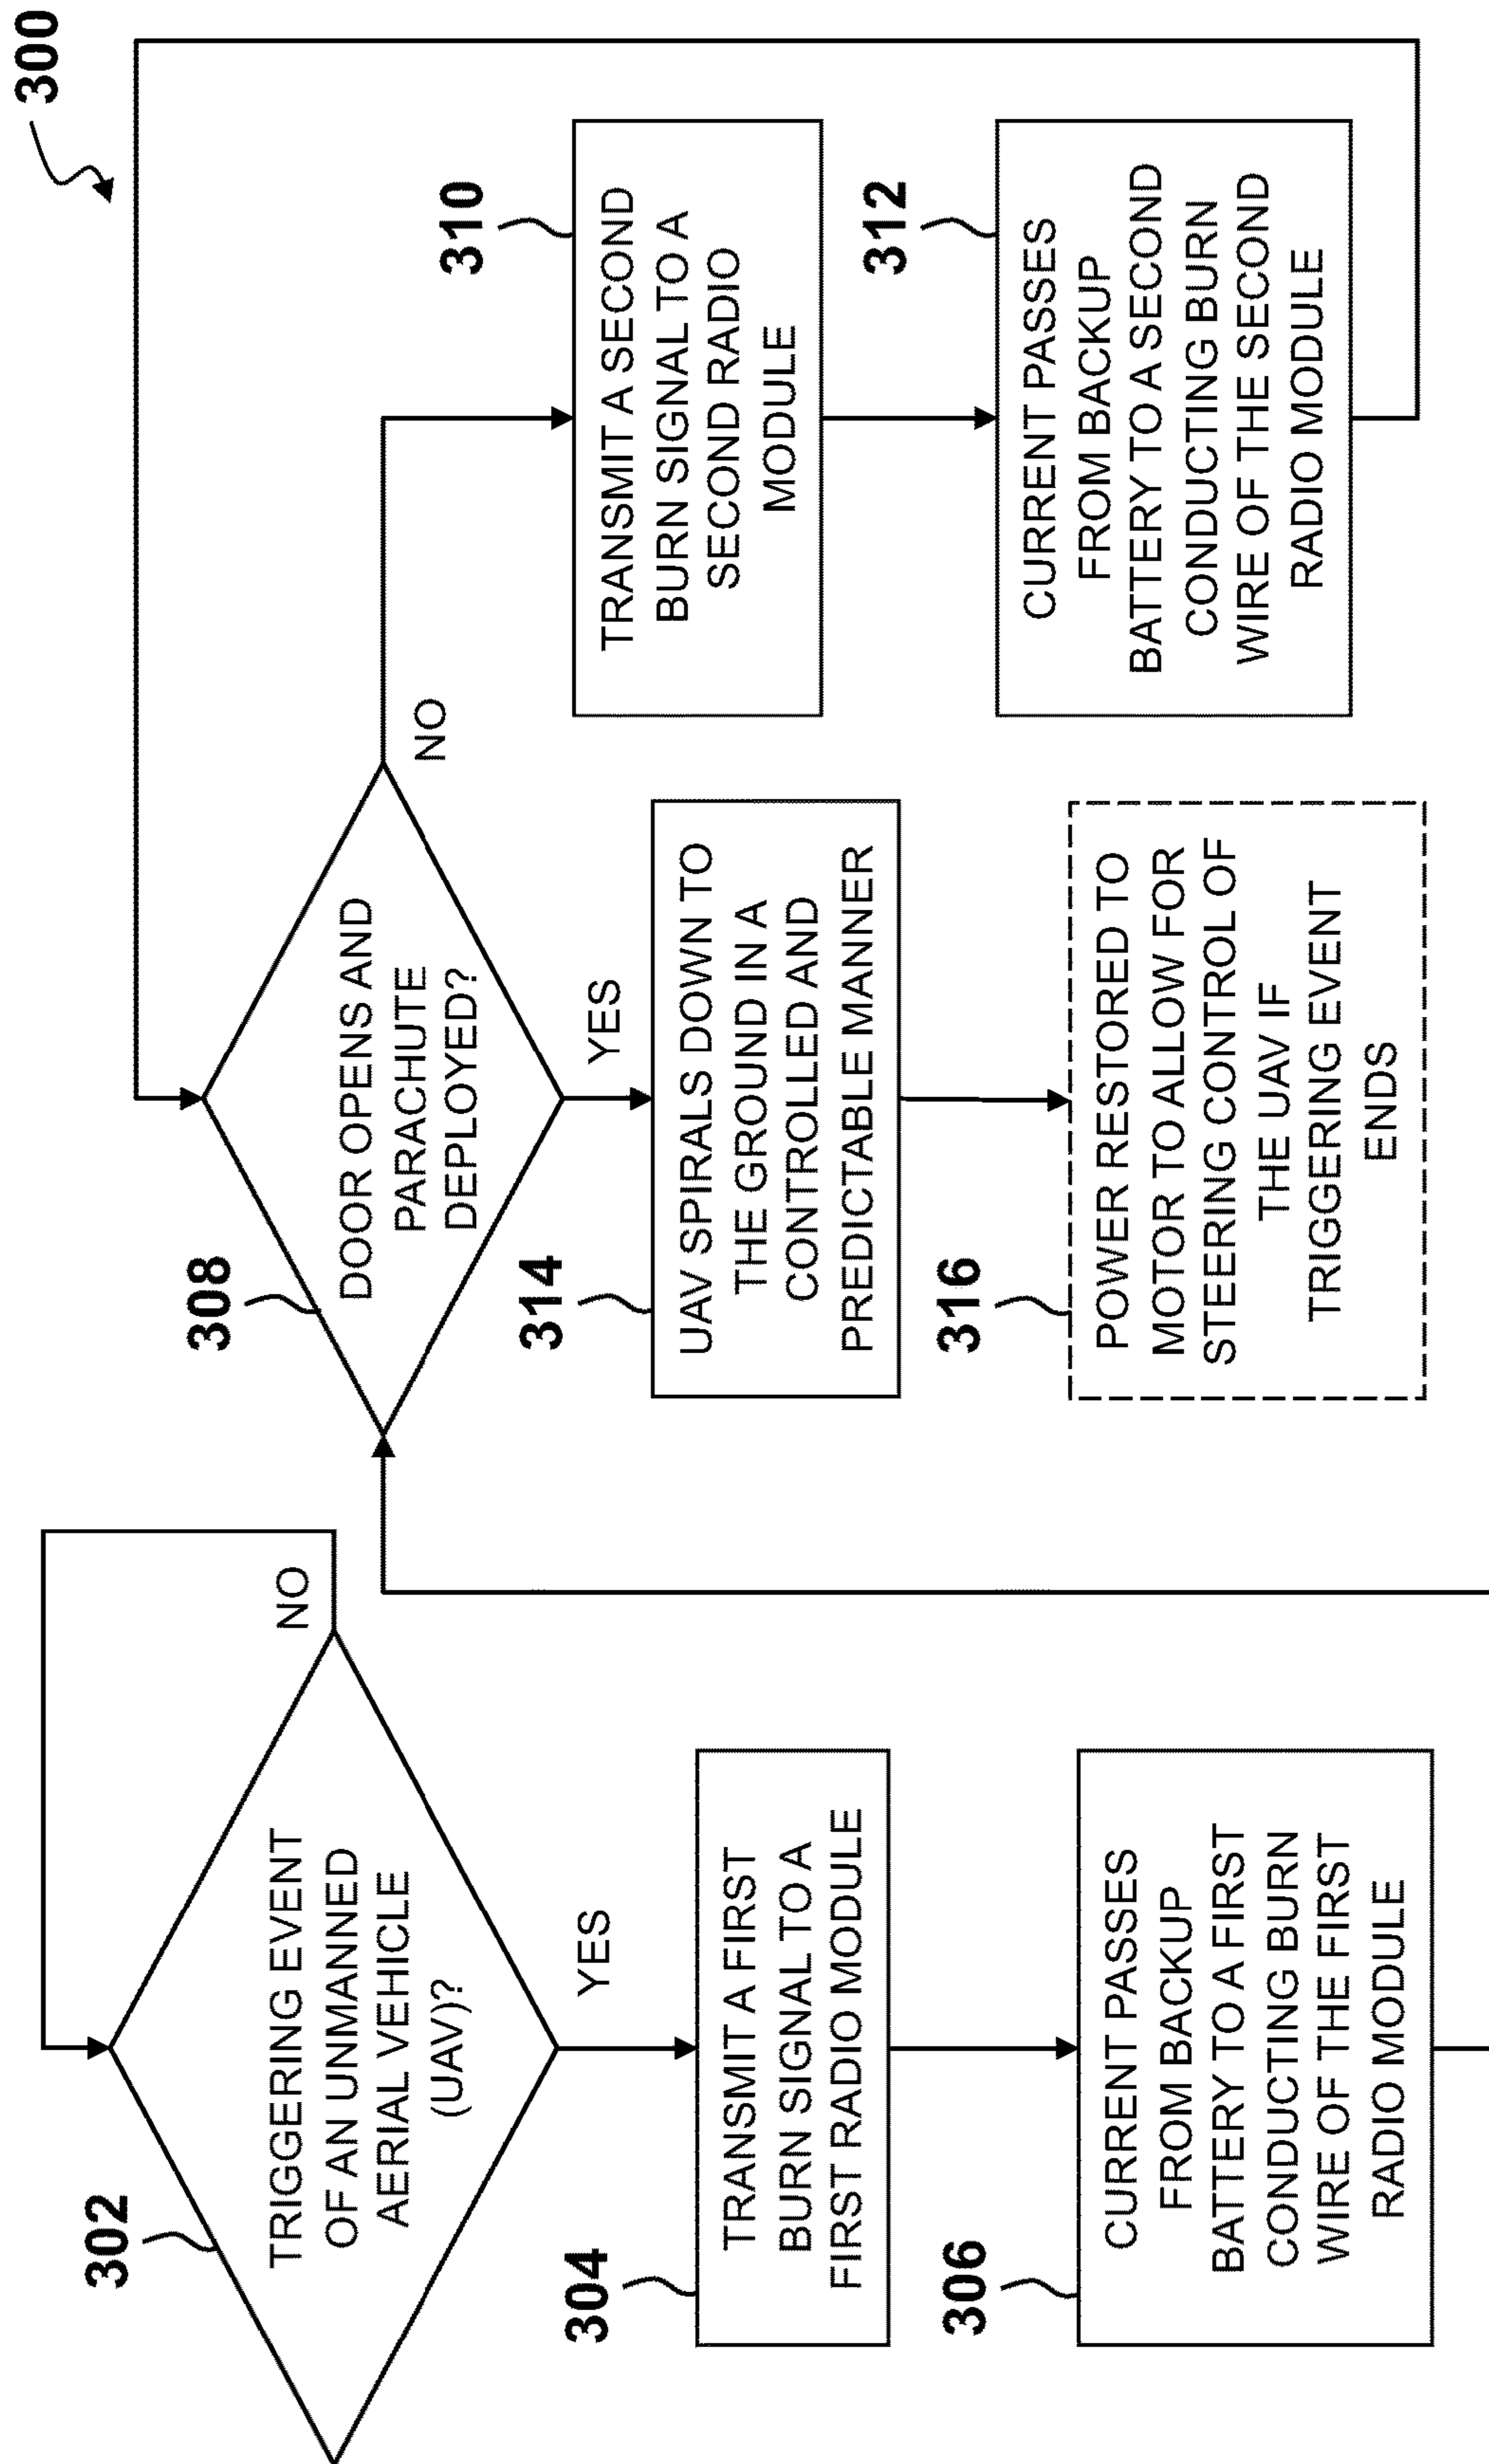 300
302
TRIGGERING EVENT
OF AN UNMANNED
AERIAL VEHICLE
(UAV)?
NO
YES
304
TRANSMIT A FIRST
BURN SIGNAL TO A
FIRST RADIO MODULE
306
CURRENT PASSES
FROM BACKUP
BATTERY TO A FIRST
CONDUCTING BURN
WIRE OF THE FIRST
RADIO MODULE
308
DOOR OPENS AND
PARACHUTE
DEPLOYED?
NO
YES
314
UAV SPIRALS DOWN TO
THE GROUND IN A
CONTROLLED AND
PREDICTABLE MANNER
316
POWER RESTORED TO
MOTOR TO ALLOW FOR
STEERING CONTROL OF
THE UAV IF
TRIGGERING EVENT
ENDS
310
TRANSMIT A SECOND
BURN SIGNAL TO A
SECOND RADIO
MODULE
312
CURRENT PASSES
FROM BACKUP
BATTERY TO A SECOND
CONDUCTING BURN
WIRE OF THE SECOND
RADIO MODULE